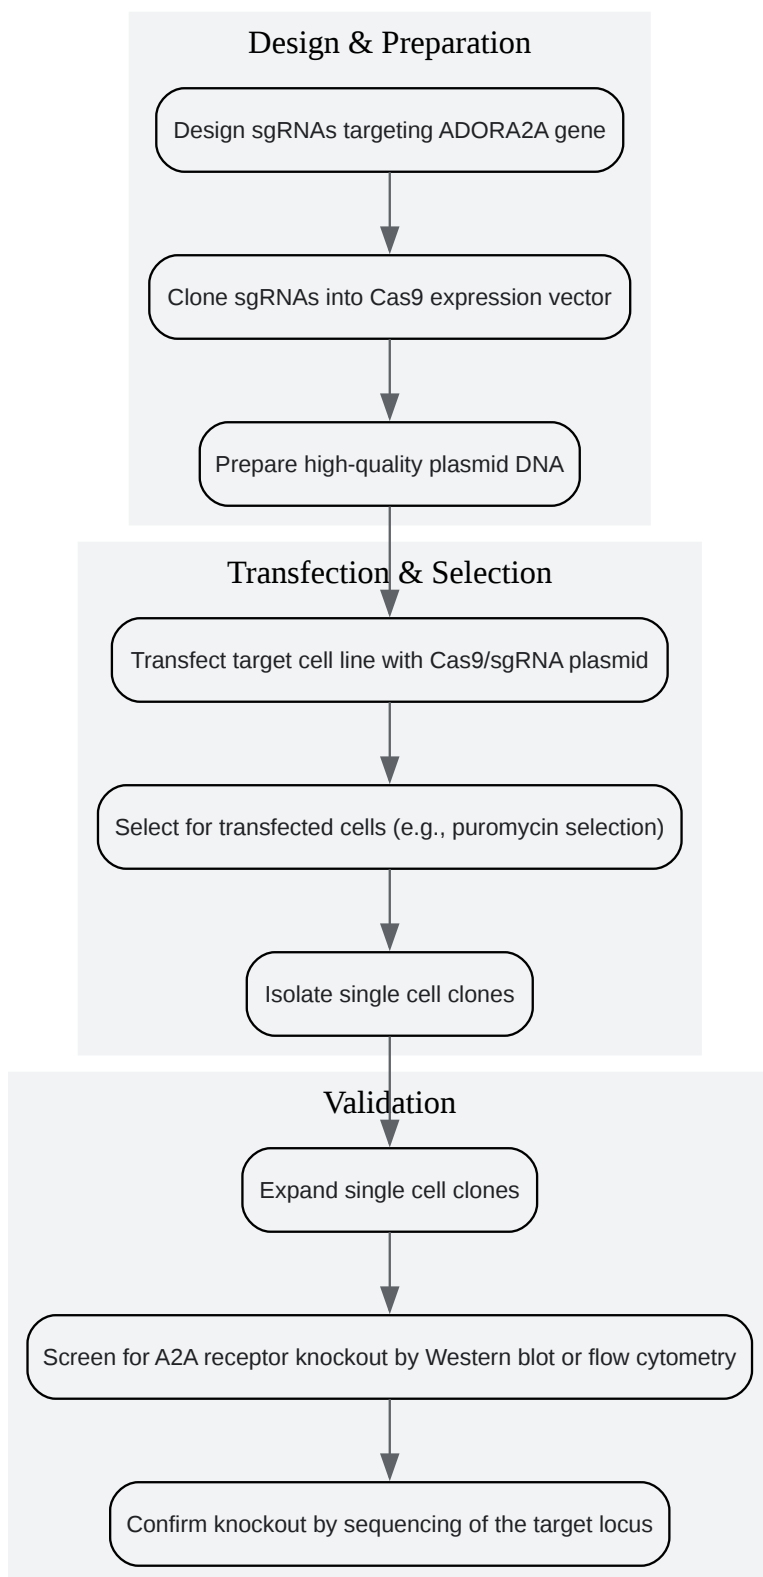 Design & Preparation
Design sgRNAs targeting ADORA2A gene
Clone sgRNAs into Cas9 expression vector
Prepare high-quality plasmid DNA
Transfection & Selection
Transfect target cell line with Cas9/sgRNA plasmid
Select for transfected cells (e.g., puromycin selection)
Isolate single cell clones
Validation
Expand single cell clones
Screen for A2A receptor knockout by Western blot or flow cytometry
Confirm knockout by sequencing of the target locus